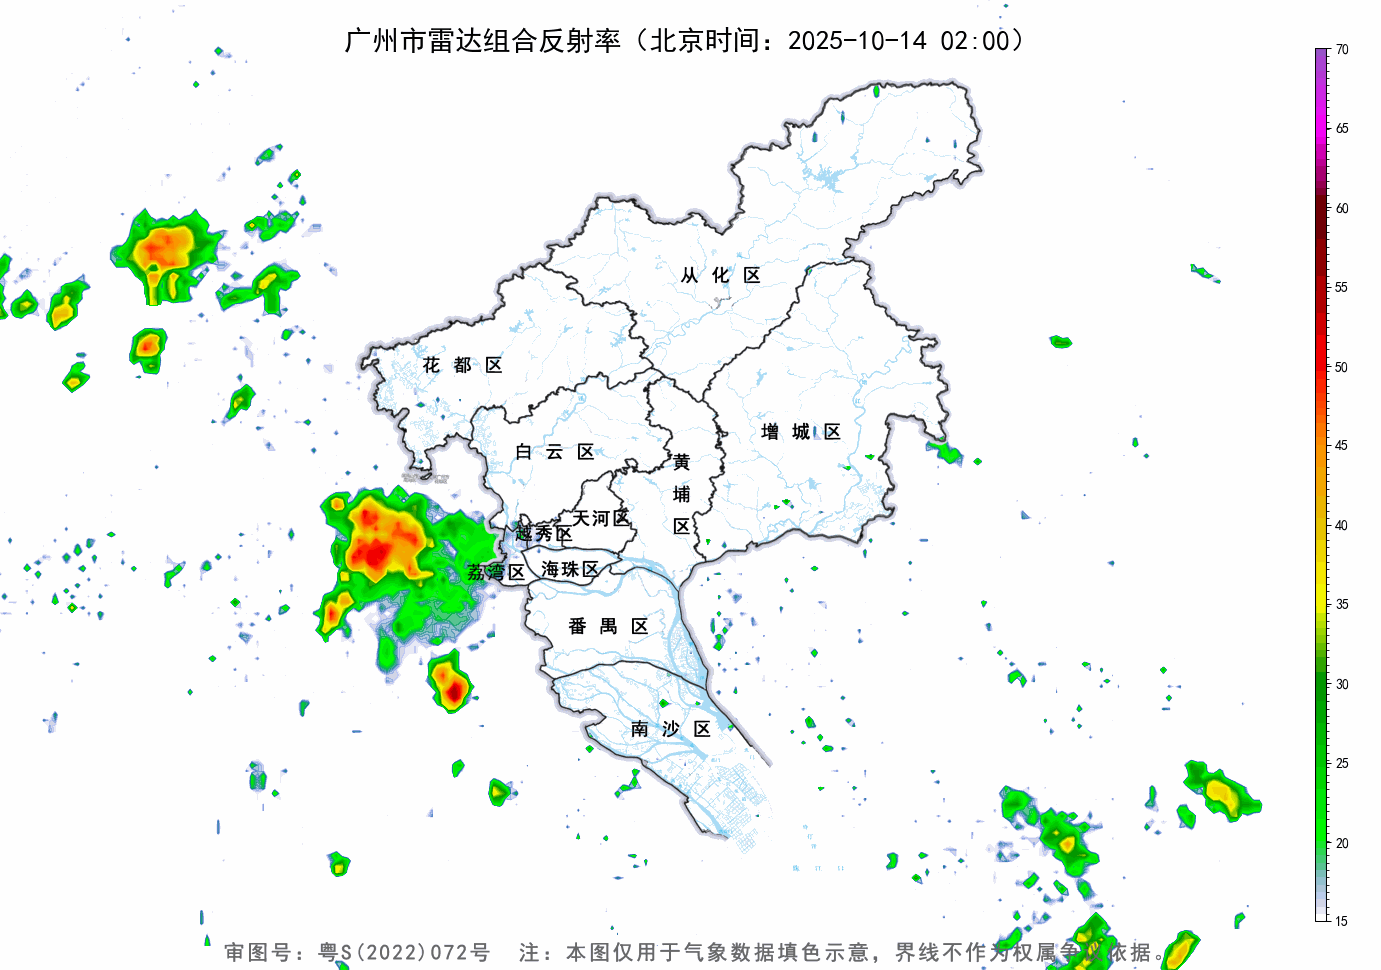 广州市雷达组合反射率（北京时间：2025-10-14 02:00）
70
65
60
55
50
45
40
35
30
25
20
15
从化区
花都区
增城区
白云区
黄埔区
天河区
越秀区
荔湾区
海珠区
番禺区
南沙区
审图号：粤S(2022)072号 注：本图仅用于气象数据填色示意，界线不作为权属争议依据。